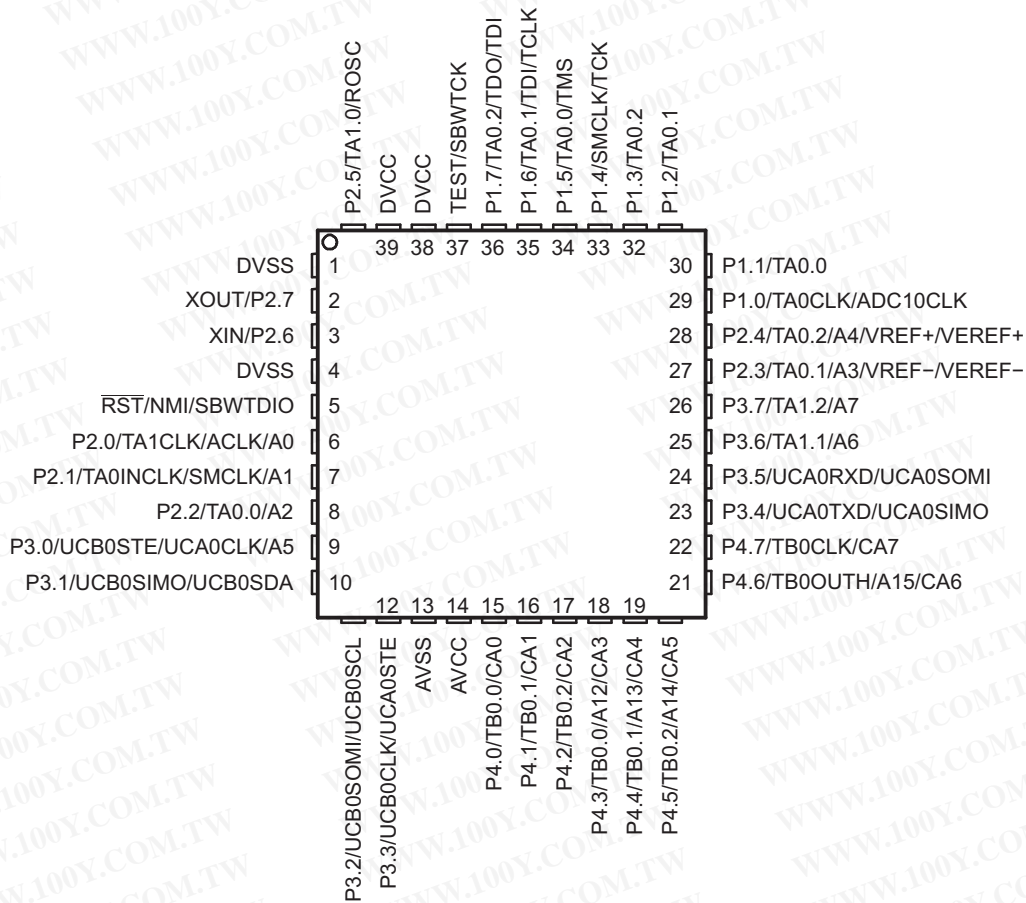 P2.5/TA1.0/ROSC
DVCC
DVCC
TEST/SBWTCK
P1.7/TA0.2/TDO/TDI
P1.6/TA0.1/TDI/TCLK
P1.5/TA0.0/TMS
P1.4/SMCLK/TCK
P1.3/TA0.2
P1.2/TA0.1
39 38 37 36 35 34 33 32
DVSS 1
XOUT/P2.7 2
XIN/P2.6 3
DVSS 4
RST/NMI/SBWTDIO 5
P2.0/TA1CLK/ACLK/A0 6
P2.1/TA0INCLK/SMCLK/A1 7
P2.2/TA0.0/A2 8
P3.0/UCB0STE/UCA0CLK/A5 9
P3.1/UCB0SIMO/UCB0SDA 10
30 P1.1/TA0.0
29 P1.0/TA0CLK/ADC10CLK
28 P2.4/TA0.2/A4/VREF+/VEREF+
27 P2.3/TA0.1/A3/VREF−/VEREF−
26 P3.7/TA1.2/A7
25 P3.6/TA1.1/A6
24 P3.5/UCA0RXD/UCA0SOMI
23 P3.4/UCA0TXD/UCA0SIMO
22 P4.7/TB0CLK/CA7
21 P4.6/TB0OUTH/A15/CA6
12 13 14 15 16 17 18 19
P3.2/UCB0SOMI/UCB0SCL
P3.3/UCB0CLK/UCA0STE
AVSS
AVCC
P4.0/TB0.0/CA0
P4.1/TB0.1/CA1
P4.2/TB0.2/CA2
P4.3/TB0.0/A12/CA3
P4.4/TB0.1/A13/CA4
P4.5/TB0.2/A14/CA5
WWW.100Y.COM.TW